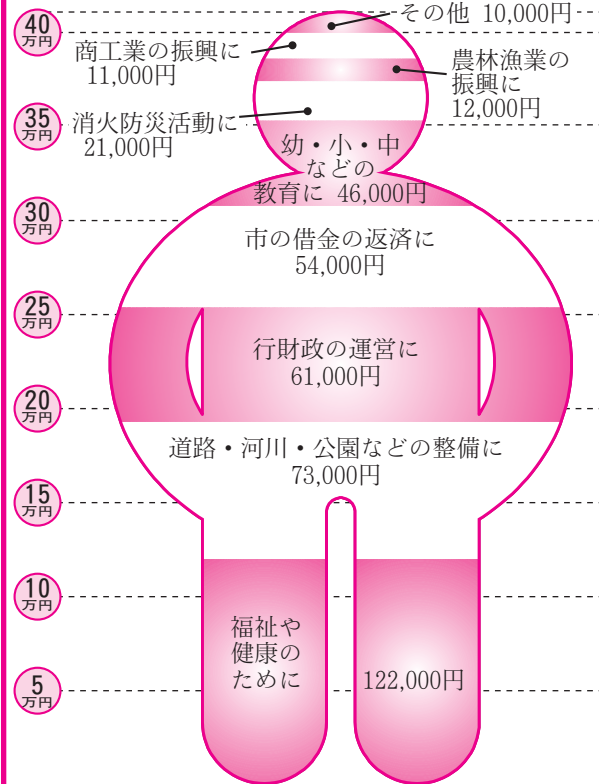 40
万円
その他 10,000円
商工業の振興に
11,000円
農林漁業の
振興に
12,000円
35
万円
消火防災活動に
21,000円
幼・小・中
などの
教育に 46,000円
30
万円
市の借金の返済に
54,000円
25
万円
行財政の運営に
61,000円
20
万円
道路・河川・公園などの整備に
73,000円
15
万円
10
万円
福祉や
健康の
ために
122,000円
5
万円